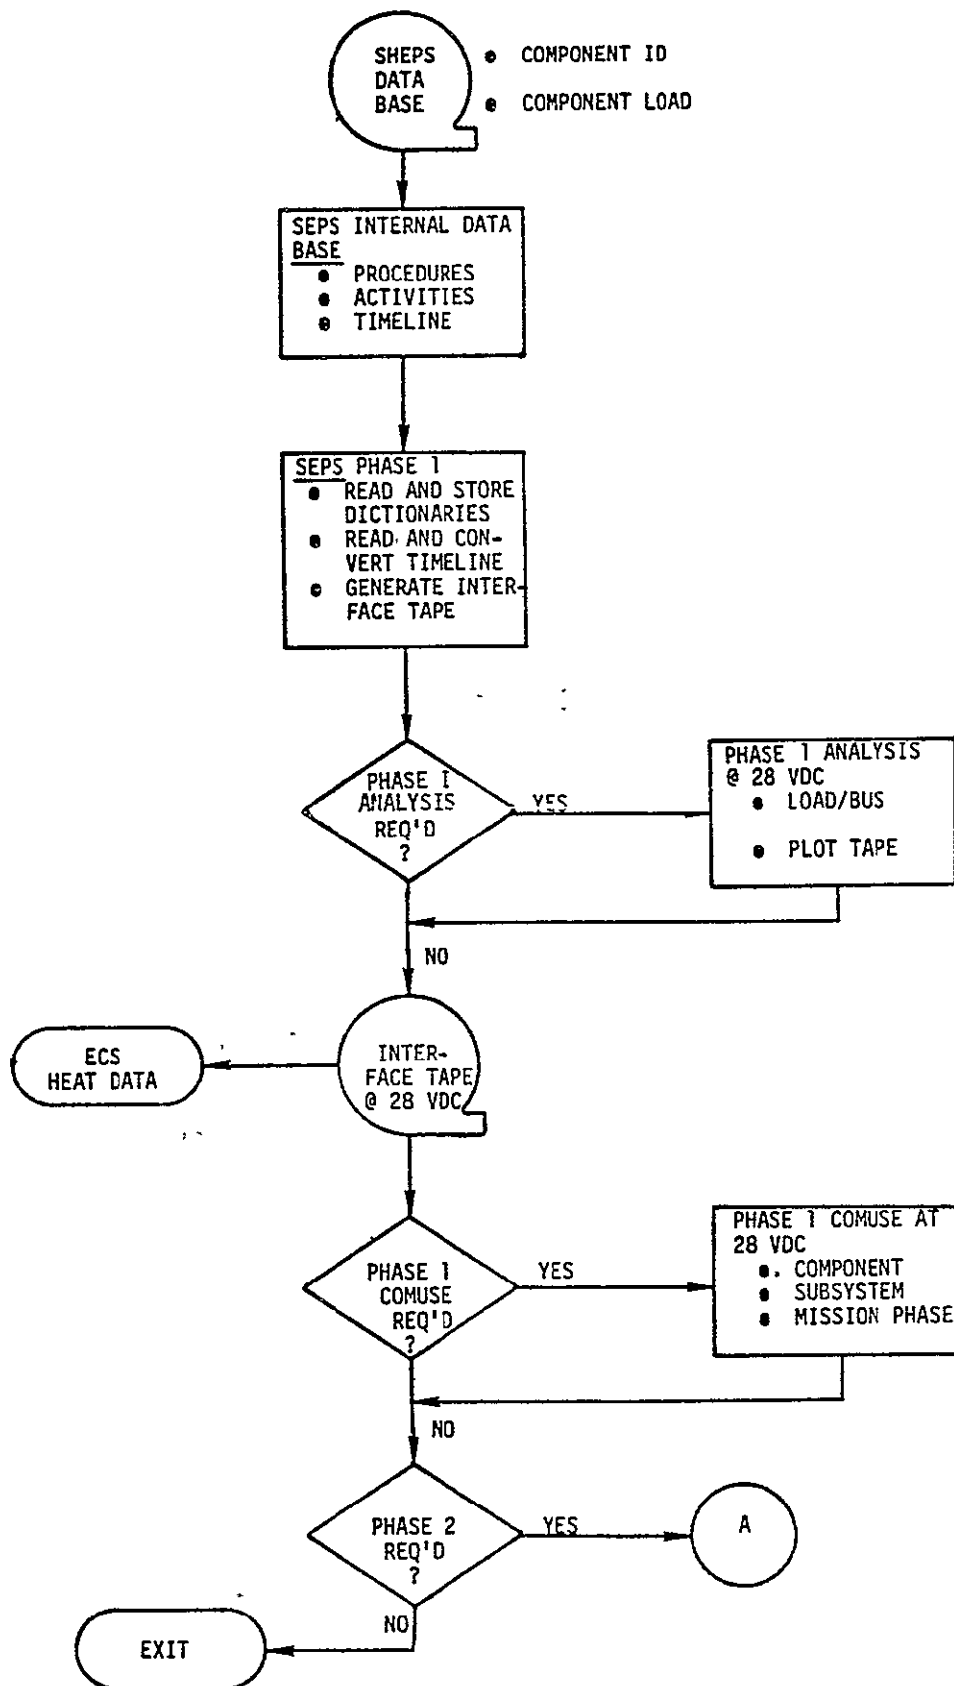 SHEPS
DATA
BASE
• COMPONENT ID
• COMPONENT LOAD
SEPS INTERNAL DATA
BASE
• PROCEDURES
• ACTIVITIES
• TIMELINE
SEPS PHASE 1
• READ AND STORE
DICTIONARIES
• READ AND CON-
VERT TIMELINE
• GENERATE INTER-
FACE TAPE
PHASE I
ANALYSIS
REQ'D
?
YES
PHASE 1 ANALYSIS
@ 28 VDC
• LOAD/BUS
• PLOT TAPE
NO
ECS
HEAT DATA
INTER-
FACE TAPE
@ 28 VDC
PHASE 1
COMUSE
REQ'D
?
YES
PHASE 1 COMUSE AT
28 VDC
• COMPONENT
• SUBSYSTEM
• MISSION PHASE
NO
PHASE 2
REQ'D
?
YES
A
NO
EXIT